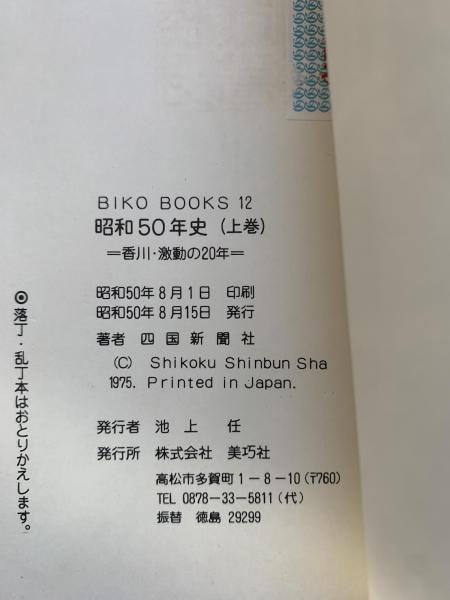 BIKO BOOKS 12
昭和50年史（上巻）
＝香川・激動の20年＝
昭和50年8月1日 印刷
昭和50年8月15日 発行
著者 四国新聞社
(C) Shikoku Shinbun Sha
1975. Printed in Japan.
発行者 池上 任
発行所 株式会社 美巧社
高松市多賀町1－8－10（〒760）
TEL 0878－33－5811（代）
振替 徳島 29299
◎落丁・乱丁本はおとりかえします。